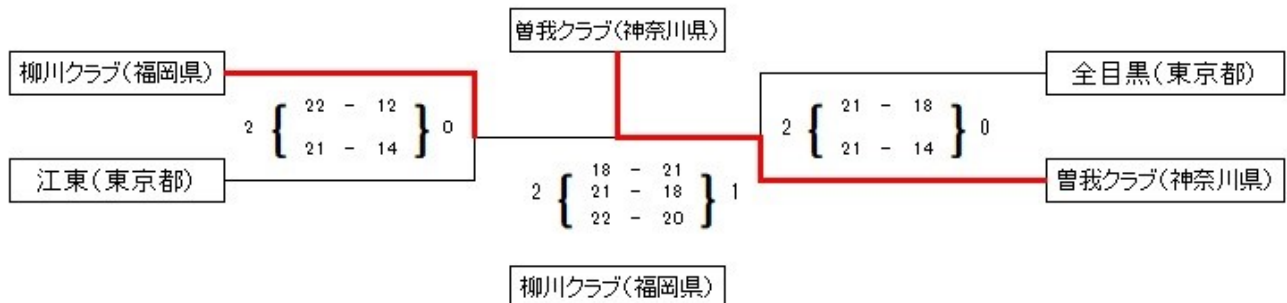 曽我クラブ(神奈川県)
柳川クラブ(福岡県)
全目黒(東京都)
2 { 22 - 12 } 0
21 - 14
2 { 21 - 18 } 0
21 - 14
江東(東京都)
曽我クラブ(神奈川県)
18 - 21
2 { 21 - 18 } 1
22 - 20
柳川クラブ(福岡県)